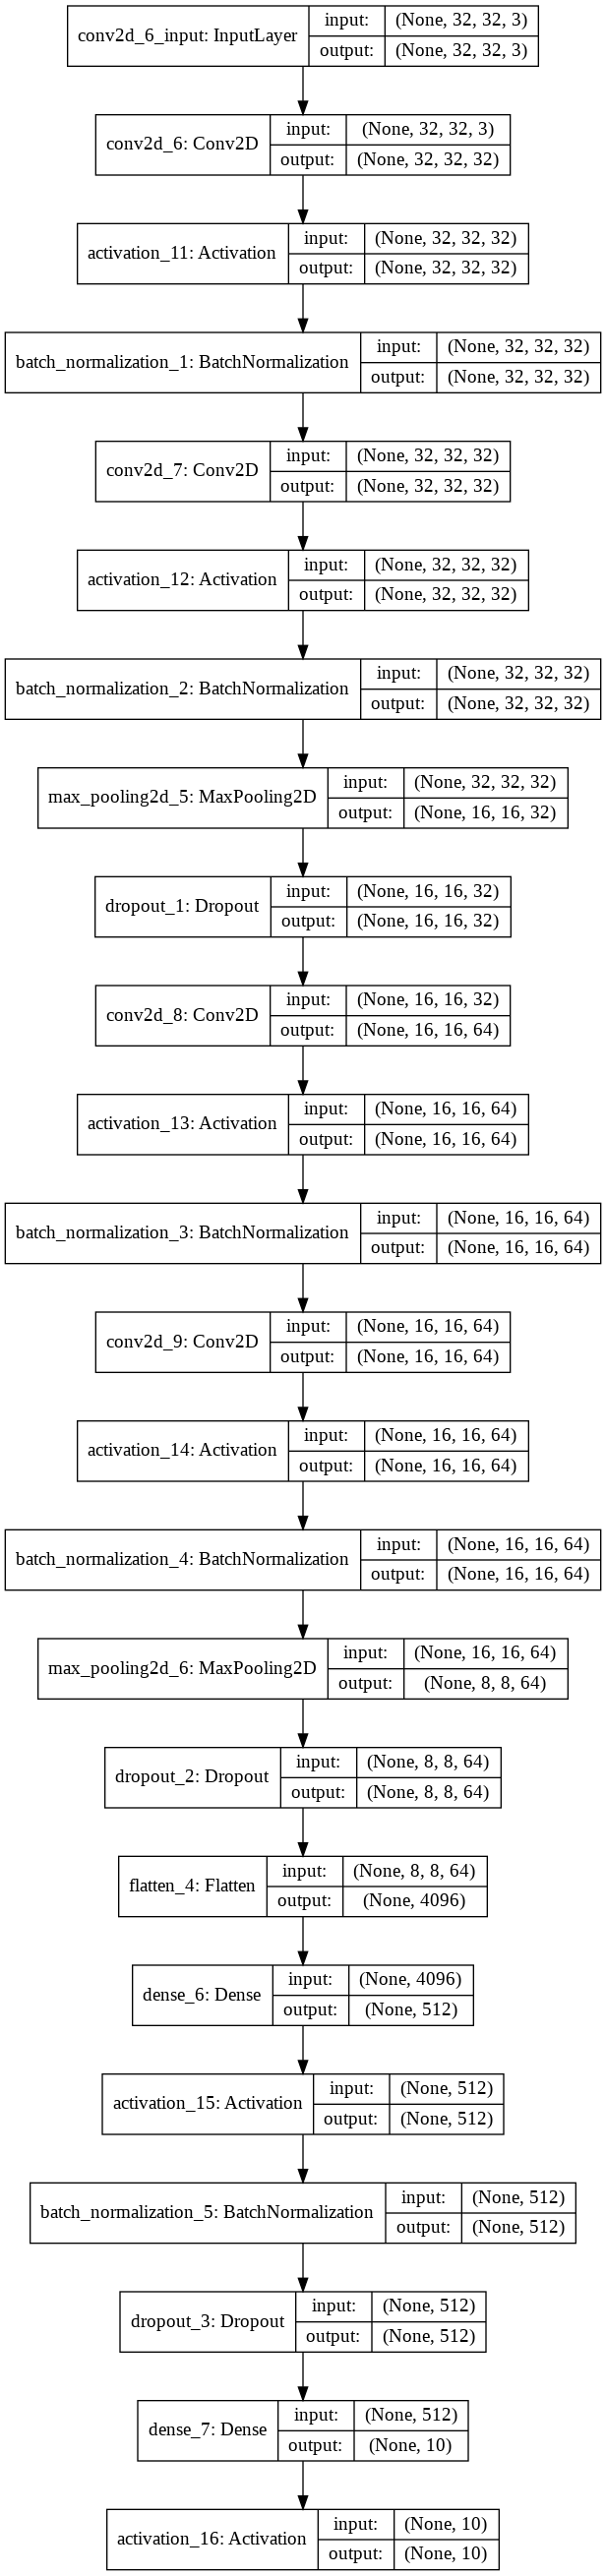 conv2d_6_input: InputLayer
input: (None, 32, 32, 3)
output: (None, 32, 32, 3)
conv2d_6: Conv2D
input: (None, 32, 32, 3)
output: (None, 32, 32, 32)
activation_11: Activation
input: (None, 32, 32, 32)
output: (None, 32, 32, 32)
batch_normalization_1: BatchNormalization
input: (None, 32, 32, 32)
output: (None, 32, 32, 32)
conv2d_7: Conv2D
input: (None, 32, 32, 32)
output: (None, 32, 32, 32)
activation_12: Activation
input: (None, 32, 32, 32)
output: (None, 32, 32, 32)
batch_normalization_2: BatchNormalization
input: (None, 32, 32, 32)
output: (None, 32, 32, 32)
max_pooling2d_5: MaxPooling2D
input: (None, 32, 32, 32)
output: (None, 16, 16, 32)
dropout_1: Dropout
input: (None, 16, 16, 32)
output: (None, 16, 16, 32)
conv2d_8: Conv2D
input: (None, 16, 16, 32)
output: (None, 16, 16, 64)
activation_13: Activation
input: (None, 16, 16, 64)
output: (None, 16, 16, 64)
batch_normalization_3: BatchNormalization
input: (None, 16, 16, 64)
output: (None, 16, 16, 64)
conv2d_9: Conv2D
input: (None, 16, 16, 64)
output: (None, 16, 16, 64)
activation_14: Activation
input: (None, 16, 16, 64)
output: (None, 16, 16, 64)
batch_normalization_4: BatchNormalization
input: (None, 16, 16, 64)
output: (None, 16, 16, 64)
max_pooling2d_6: MaxPooling2D
input: (None, 16, 16, 64)
output: (None, 8, 8, 64)
dropout_2: Dropout
input: (None, 8, 8, 64)
output: (None, 8, 8, 64)
flatten_4: Flatten
input: (None, 8, 8, 64)
output: (None, 4096)
dense_6: Dense
input: (None, 4096)
output: (None, 512)
activation_15: Activation
input: (None, 512)
output: (None, 512)
batch_normalization_5: BatchNormalization
input: (None, 512)
output: (None, 512)
dropout_3: Dropout
input: (None, 512)
output: (None, 512)
dense_7: Dense
input: (None, 512)
output: (None, 10)
activation_16: Activation
input: (None, 10)
output: (None, 10)